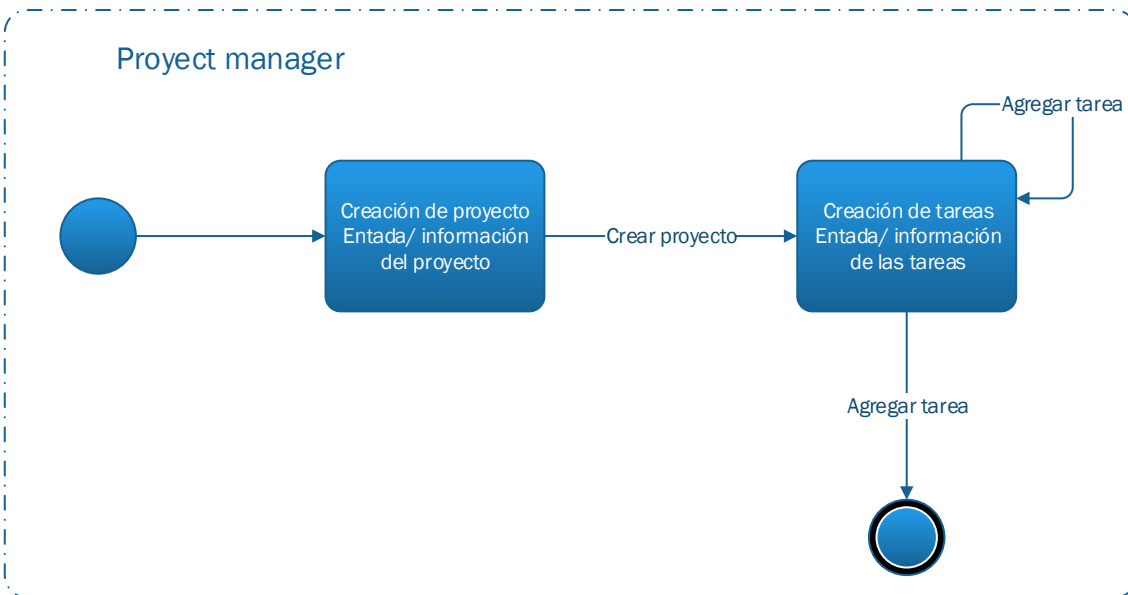 Proyect manager
Agregar tarea
Creación de proyecto
Entada/ información
del proyecto
Crear proyecto
Creación de tareas
Entada/ información
de las tareas
Agregar tarea